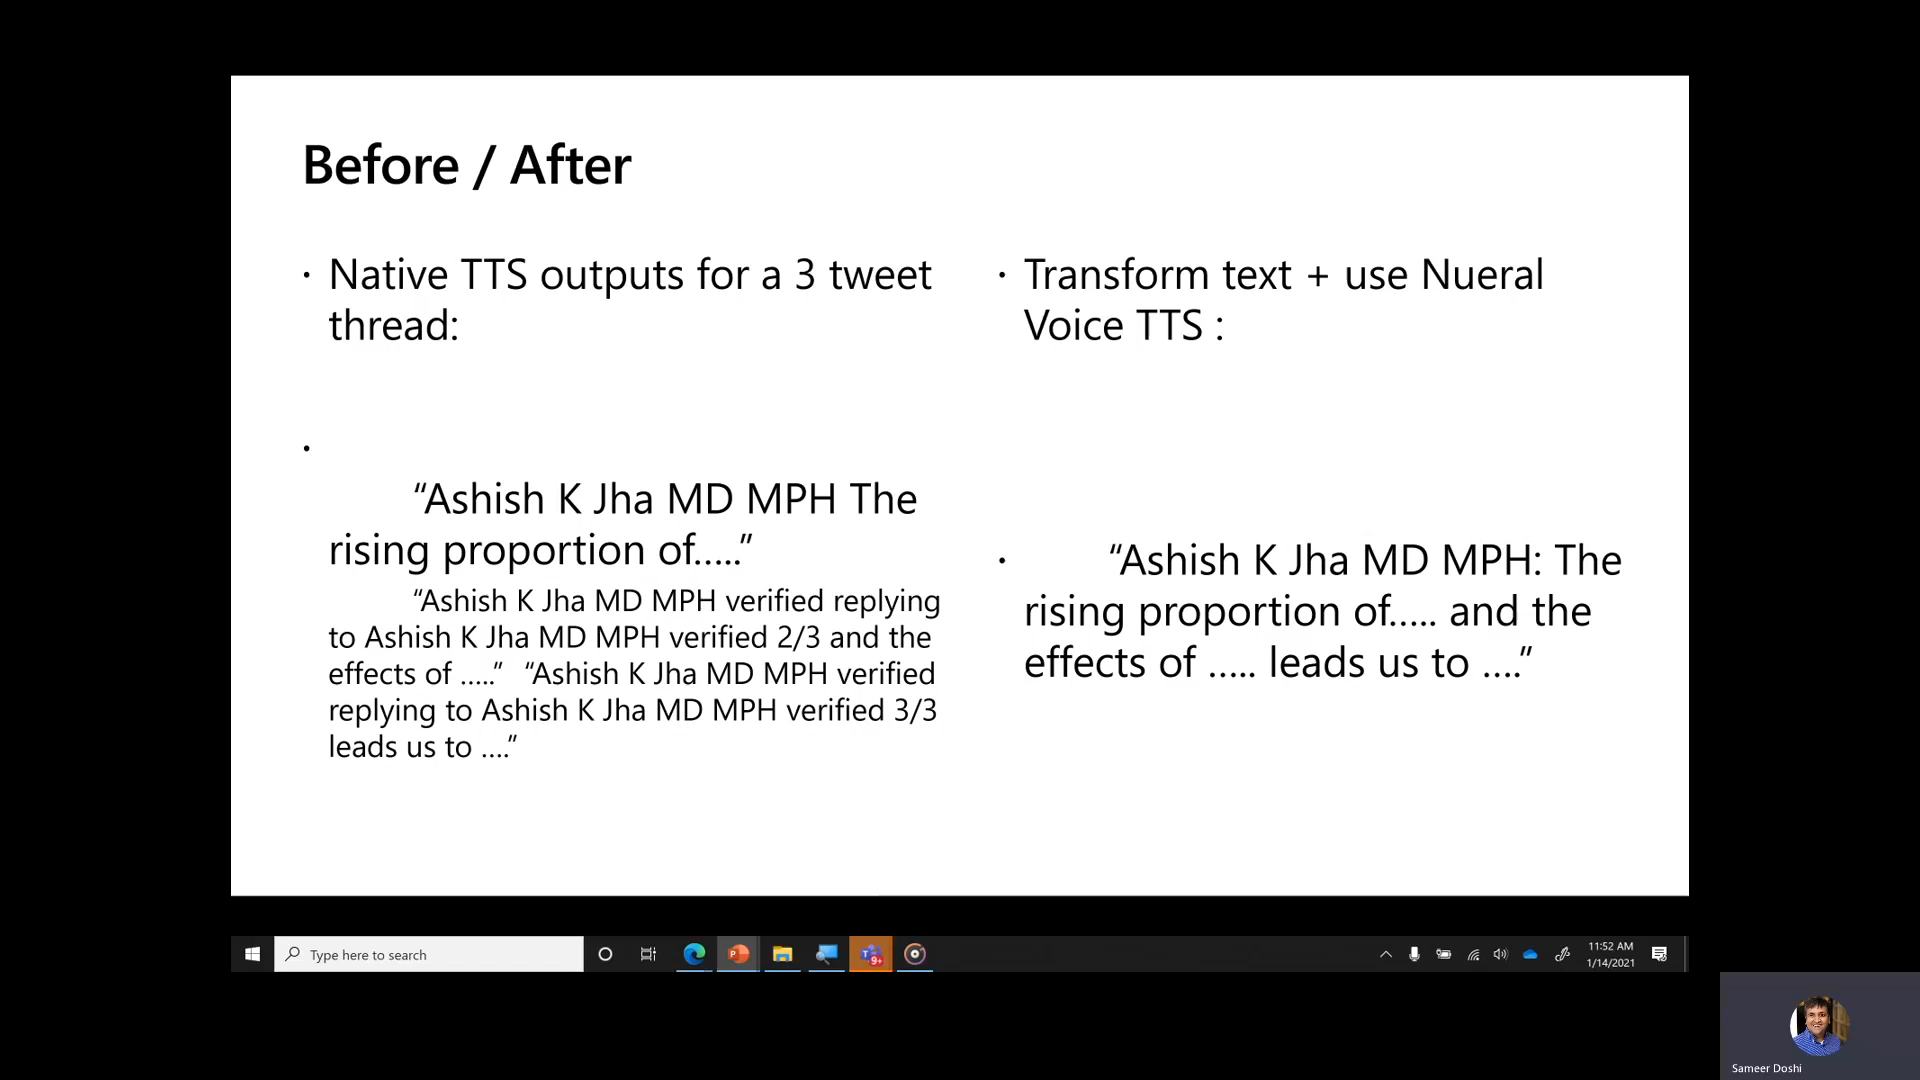 Before / After
• Native TTS outputs for a 3 tweet
thread:
•
“Ashish K Jha MD MPH The
rising proportion of.....”
“Ashish K Jha MD MPH verified replying
to Ashish K Jha MD MPH verified 2/3 and the
effects of .....” “Ashish K Jha MD MPH verified
replying to Ashish K Jha MD MPH verified 3/3
leads us to ....”
• Transform text + use Nueral
Voice TTS :
• “Ashish K Jha MD MPH: The
rising proportion of..... and the
effects of ..... leads us to ....”
Type here to search
9+
11:52 AM
1/14/2021
Sameer Doshi